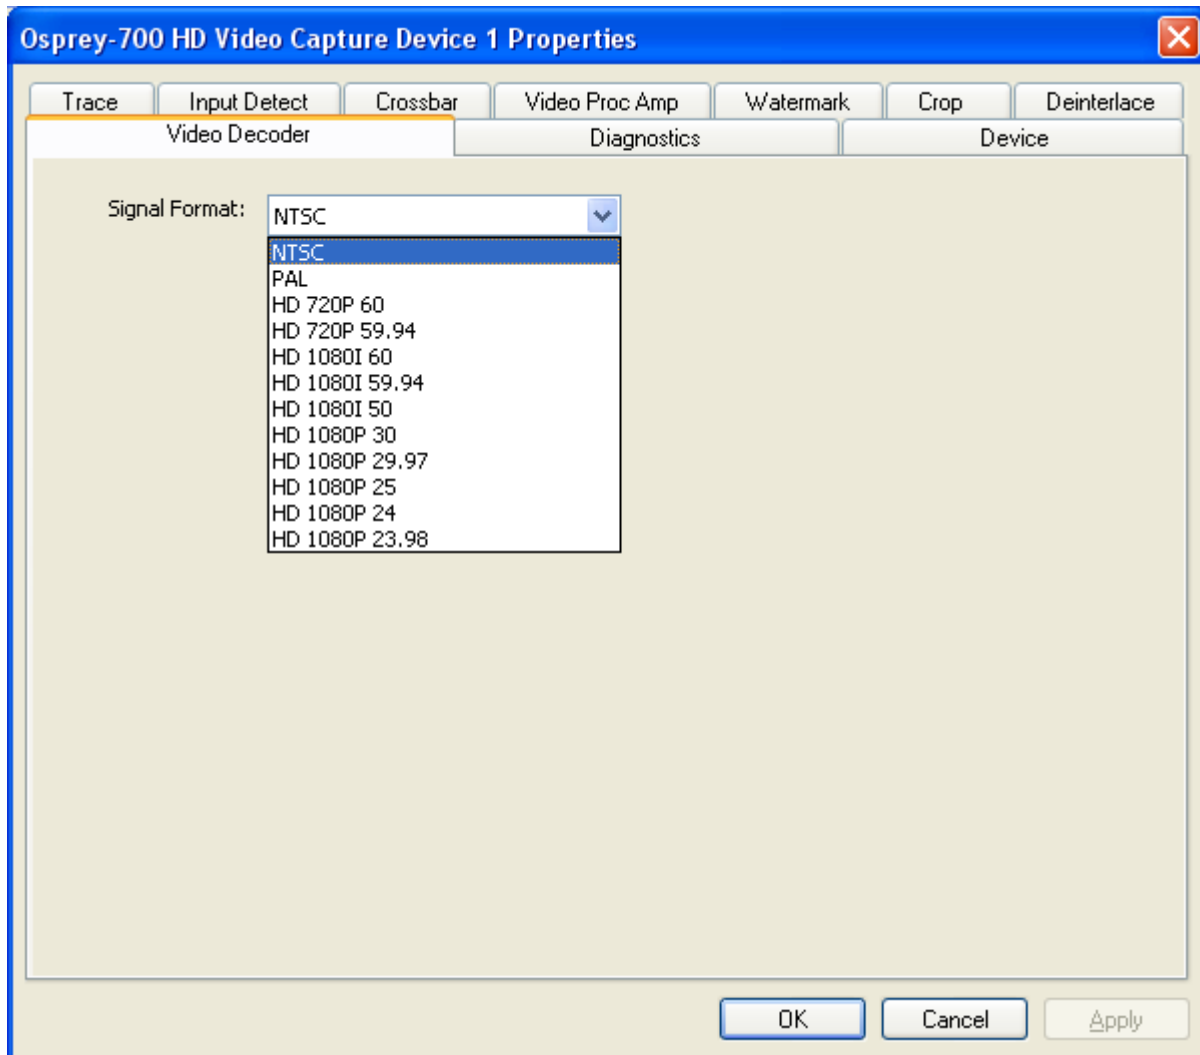 Osprey-700 HD Video Capture Device 1 Properties
Trace Input Detect Crossbar Video Proc Amp Watermark Crop Deinterlace
Video Decoder Diagnostics Device
Signal Format: NTSC
NTSC
PAL
HD 720P 60
HD 720P 59.94
HD 1080I 60
HD 1080I 59.94
HD 1080I 50
HD 1080P 30
HD 1080P 29.97
HD 1080P 25
HD 1080P 24
HD 1080P 23.98
OK Cancel Apply